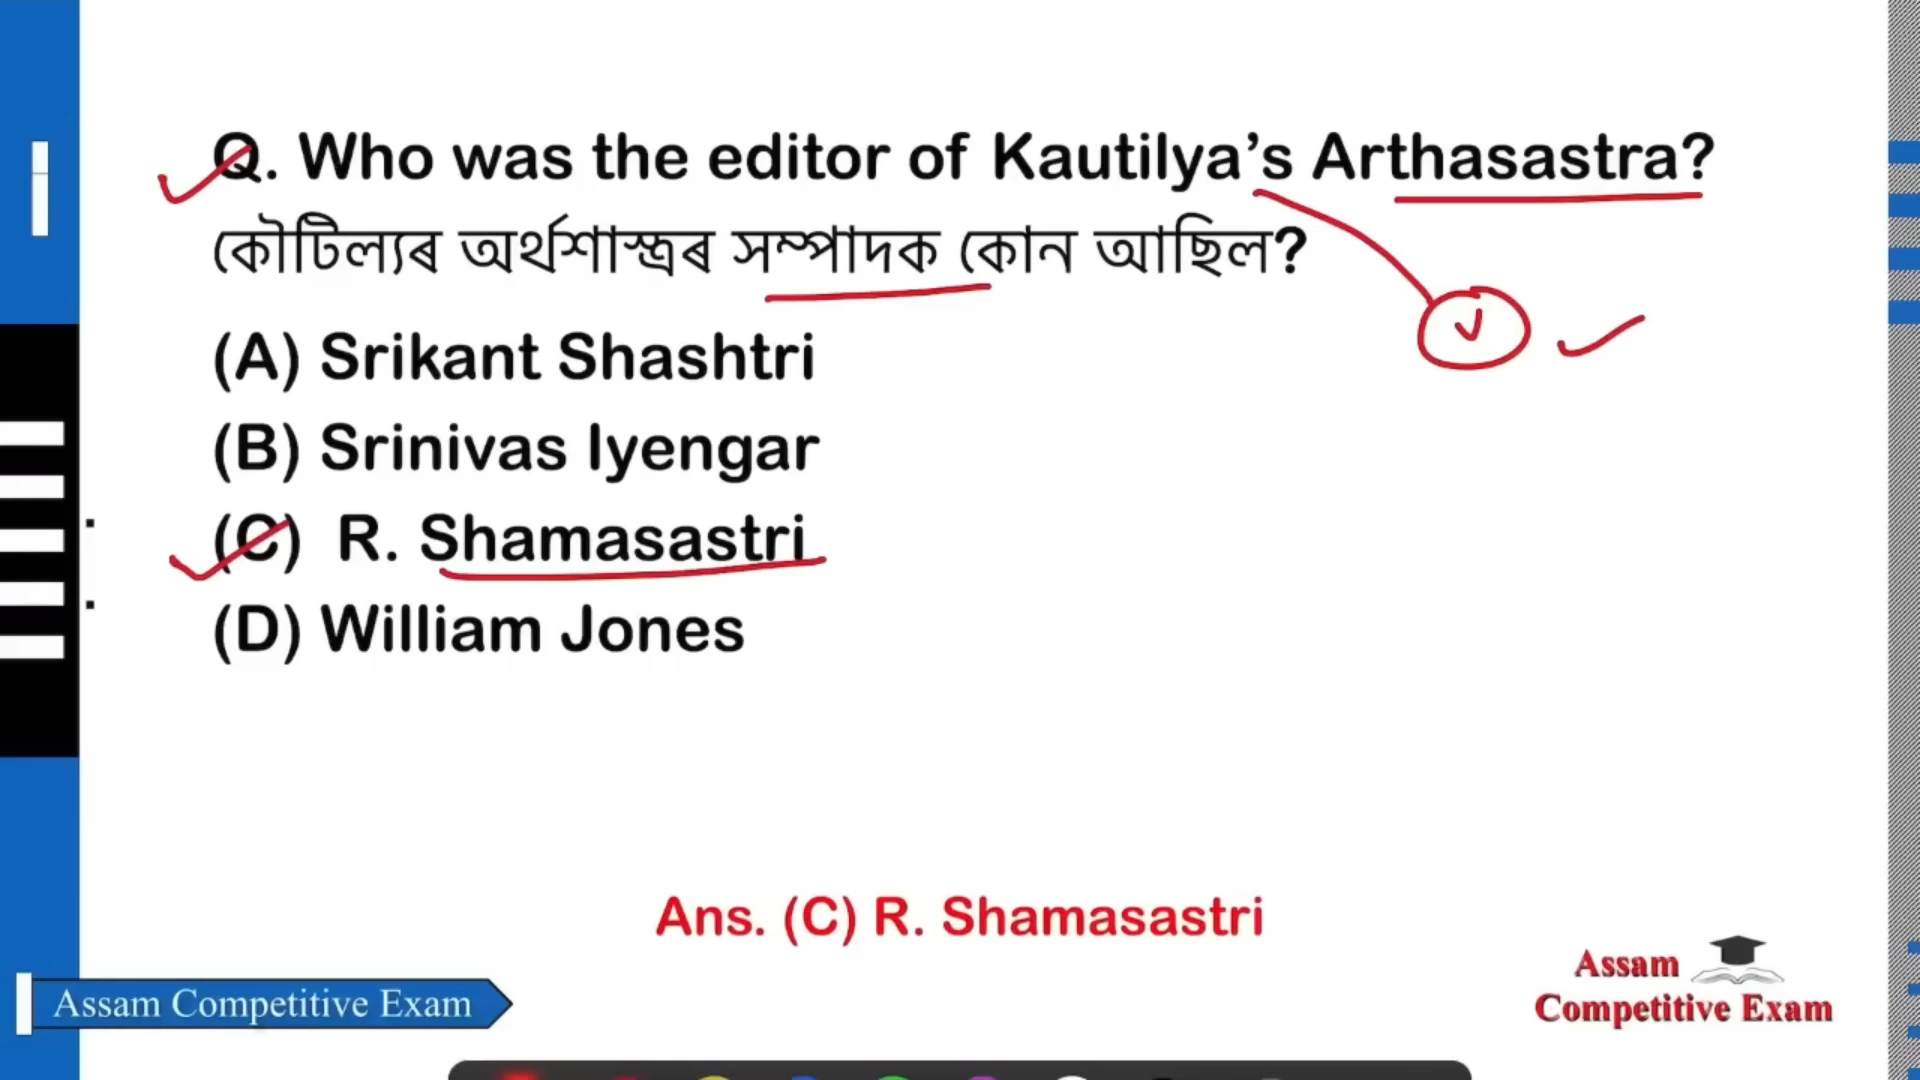 Q. Who was the editor of Kautilya's Arthasastra?
কৌটিল্যৰ অৰ্থশাস্ত্ৰৰ সম্পাদক কোন আছিল?
(A) Srikant Shashtri
(B) Srinivas Iyengar
(C) R. Shamasastri
(D) William Jones
Ans. (C) R. Shamasastri
Assam Competitive Exam
Assam
Competitive Exam